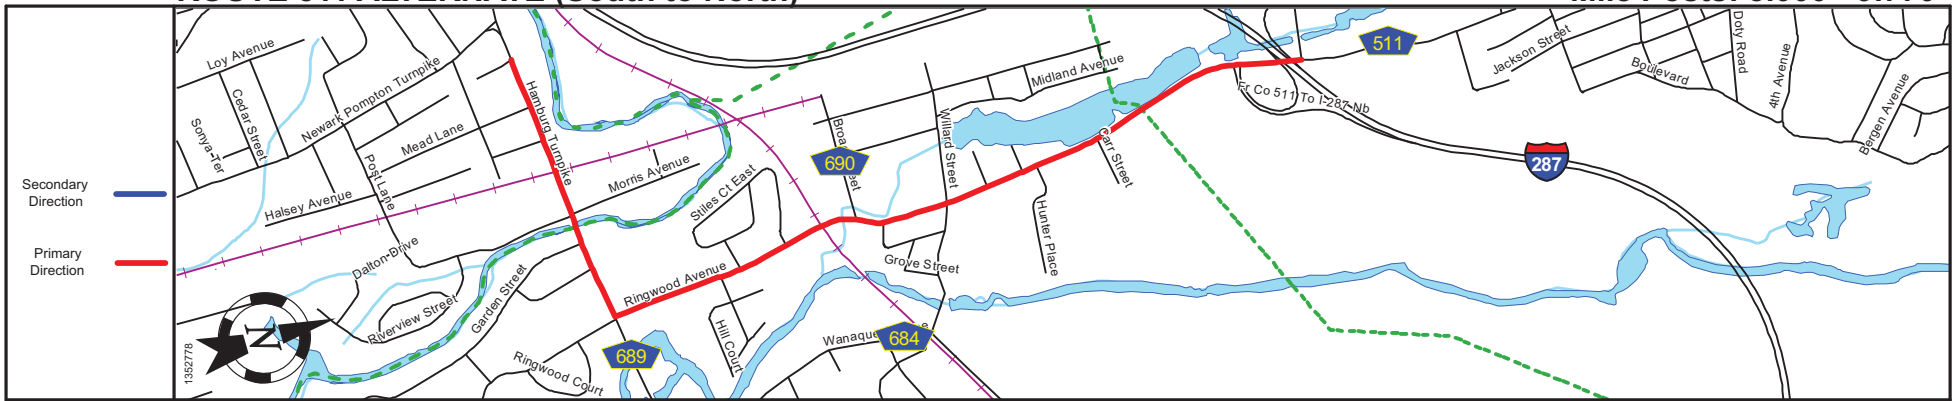 Secondary
Direction
Primary
Direction
Loy Avenue
Cedar Street
Sonya Ter
Newark Pompton Turnpike
Mead Lane
Post Lane
Halsey Avenue
Dalton Drive
Riverview Street
Garden Street
Hamburg Turnpike
Morris Avenue
Stiles Ct East
Ringwood Avenue
Ringwood Court
Hill Court
689
684
690
Willard Street
Grove Street
Midland Avenue
Carr Street
Hunter Place
Fr Co 511 To I-287 Nb
511
287
Jackson Street
Boulevard
Doty Road
4th Avenue
Bergen Avenue
N
1352778